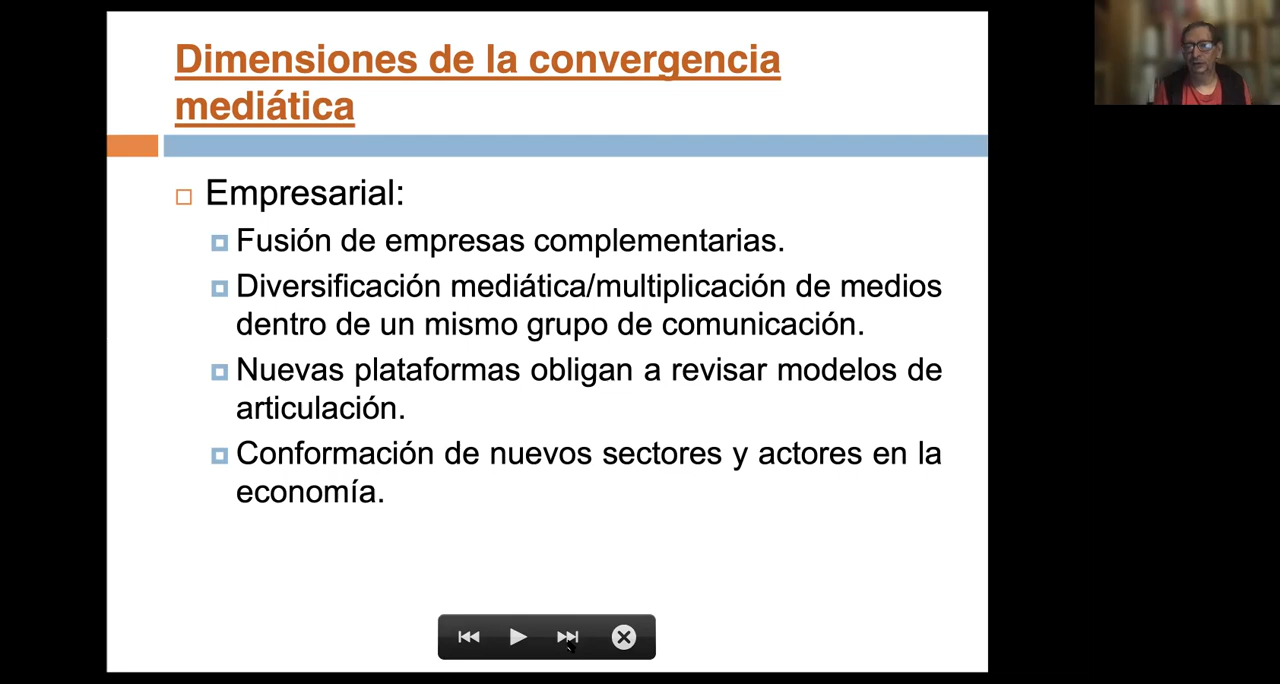 Dimensiones de la convergencia
mediática
Empresarial:
Fusión de empresas complementarias.
Diversificación mediática/multiplicación de medios
dentro de un mismo grupo de comunicación.
Nuevas plataformas obligan a revisar modelos de
articulación.
Conformación de nuevos sectores y actores en la
economía.